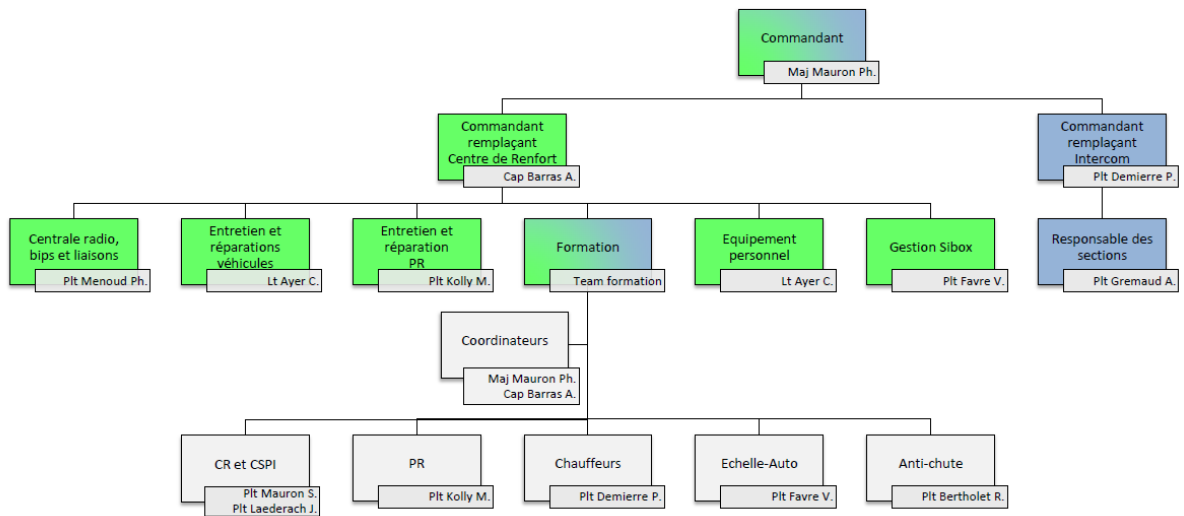 Commandant
Maj Mauron Ph.
Commandant
remplaçant
Centre de Renfort
Cap Barras A.
Commandant
remplaçant
Intercom
Plt Demierre P.
Centrale radio,
bips et liaisons
Plt Menoud Ph.
Entretien et
réparations
véhicules
Lt Ayer C.
Entretien et
réparation
PR
Plt Kolly M.
Formation
Team formation
Equipement
personnel
Lt Ayer C.
Gestion Sibox
Plt Favre V.
Responsable des
sections
Plt Gremaud A.
Coordinateurs
Maj Mauron Ph.
Cap Barras A.
CR et CSPI
Plt Mauron S.
Plt Laederach J.
PR
Plt Kolly M.
Chauffeurs
Plt Demierre P.
Echelle-Auto
Plt Favre V.
Anti-chute
Plt Bertholet R.